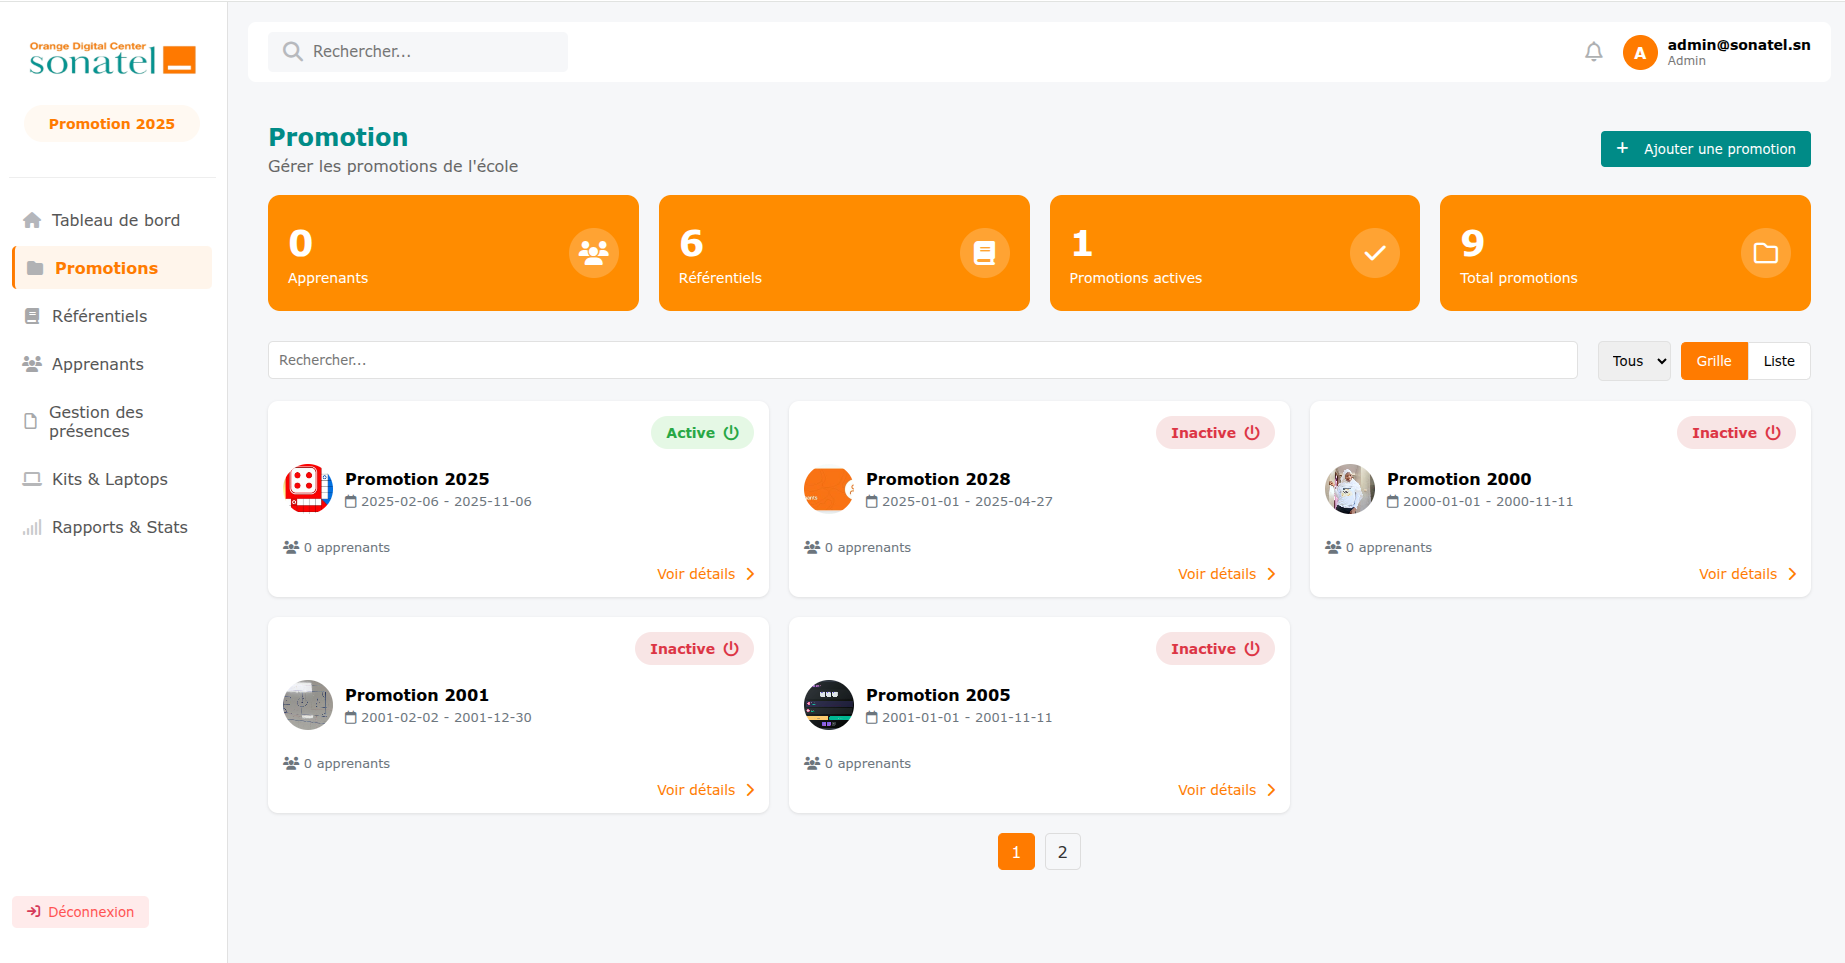 Orange Digital Center
sonatel
Promotion 2025
Tableau de bord
Promotions
Référentiels
Apprenants
Gestion des
présences
Kits & Laptops
Rapports & Stats
Déconnexion
Rechercher...
A
admin@sonatel.sn
Admin
Promotion
Gérer les promotions de l'école
+ Ajouter une promotion
0
Apprenants
6
Référentiels
1
Promotions actives
9
Total promotions
Rechercher...
Tous
Grille
Liste
Active
Promotion 2025
2025-02-06 - 2025-11-06
0 apprenants
Voir détails
Inactive
Promotion 2028
2025-01-01 - 2025-04-27
0 apprenants
Voir détails
Inactive
Promotion 2000
2000-01-01 - 2000-11-11
0 apprenants
Voir détails
Inactive
Promotion 2001
2001-02-02 - 2001-12-30
0 apprenants
Voir détails
Inactive
Promotion 2005
2001-01-01 - 2001-11-11
0 apprenants
Voir détails
1
2